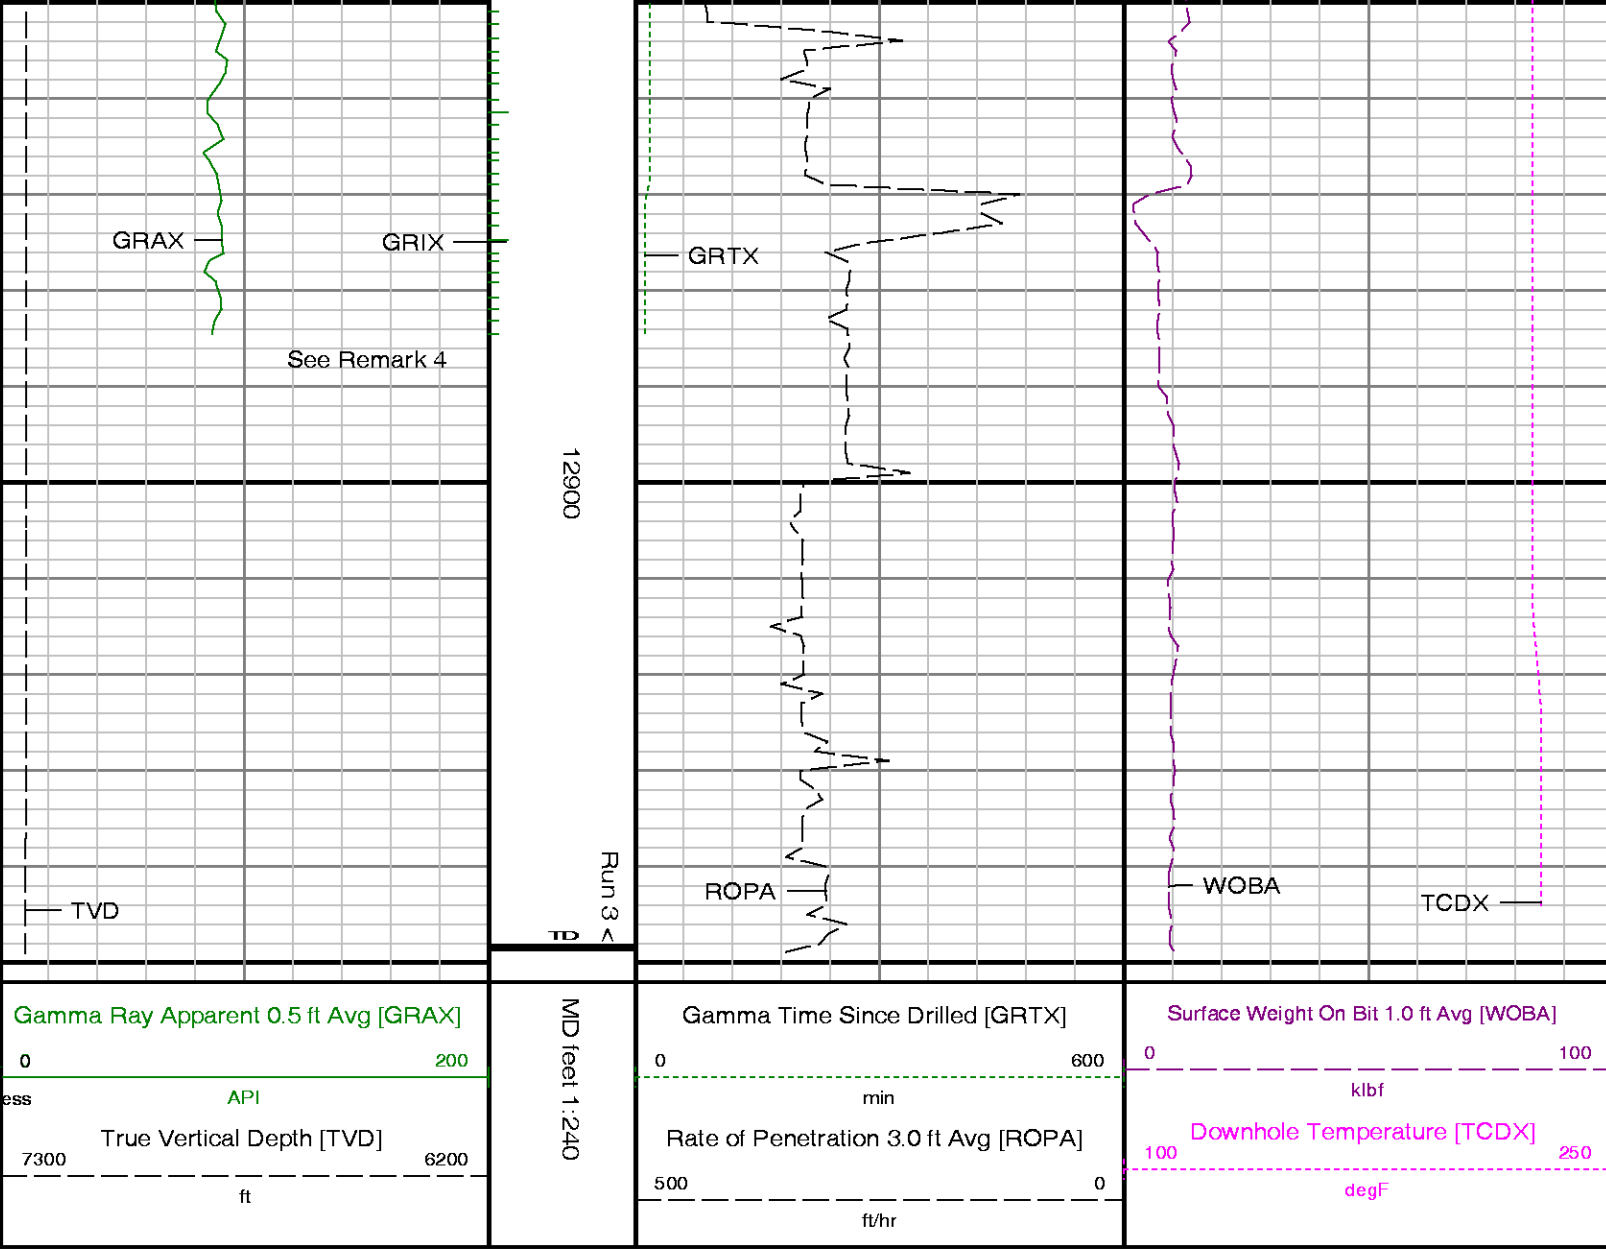 GRAX
GRIX
GRTX
See Remark 4
12900
Run 3 <
ROPA
WOBA
TCDX
TVD
TD
Gamma Ray Apparent 0.5 ft Avg [GRAX]
0 200
ess API
True Vertical Depth [TVD]
7300 6200
ft
MD feet 1:240
Gamma Time Since Drilled [GRTX]
0 600
min
Rate of Penetration 3.0 ft Avg [ROPA]
500 0
ft/hr
Surface Weight On Bit 1.0 ft Avg [WOBA]
0 100
klbf
Downhole Temperature [TCDX]
100 250
degF